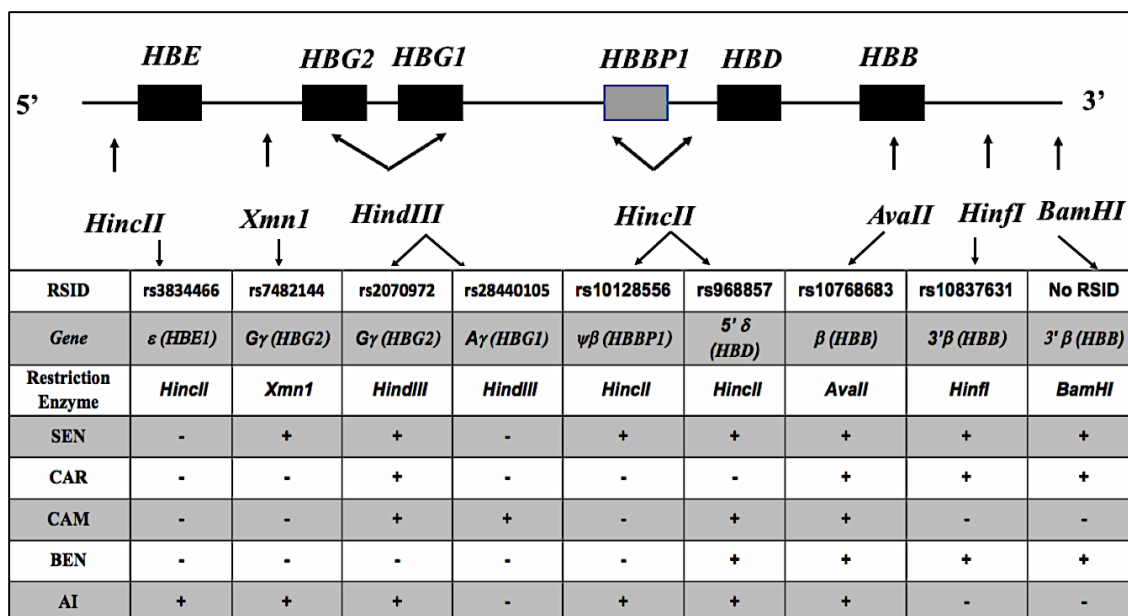 HBE HBG2 HBG1 HBBP1 HBD HBB
5’ 3’
HincII Xmn1 HindIII HincII AvaII HinfI BamHI
RSID rs3834466 rs7482144 rs2070972 rs28440105 rs10128556 rs968857 rs10768683 rs10837631 No RSID
Gene ε (HBE1) Gγ (HBG2) Gγ (HBG2) Aγ (HBG1) ψβ (HBBP1) 5' δ (HBD) β (HBB) 3'β (HBB) 3' β (HBB)
Restriction Enzyme HincII Xmn1 HindIII HindIII HincII HincII AvaII HinfI BamHI
SEN - + + - + + + + +
CAR - - + - - - + + +
CAM - - + + - + + - -
BEN - - - - - + + + +
AI + + + - + + + - -